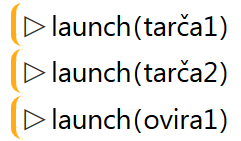 ▷ launch(tarča1)
▷ launch(tarča2)
▷ launch(ovira1)